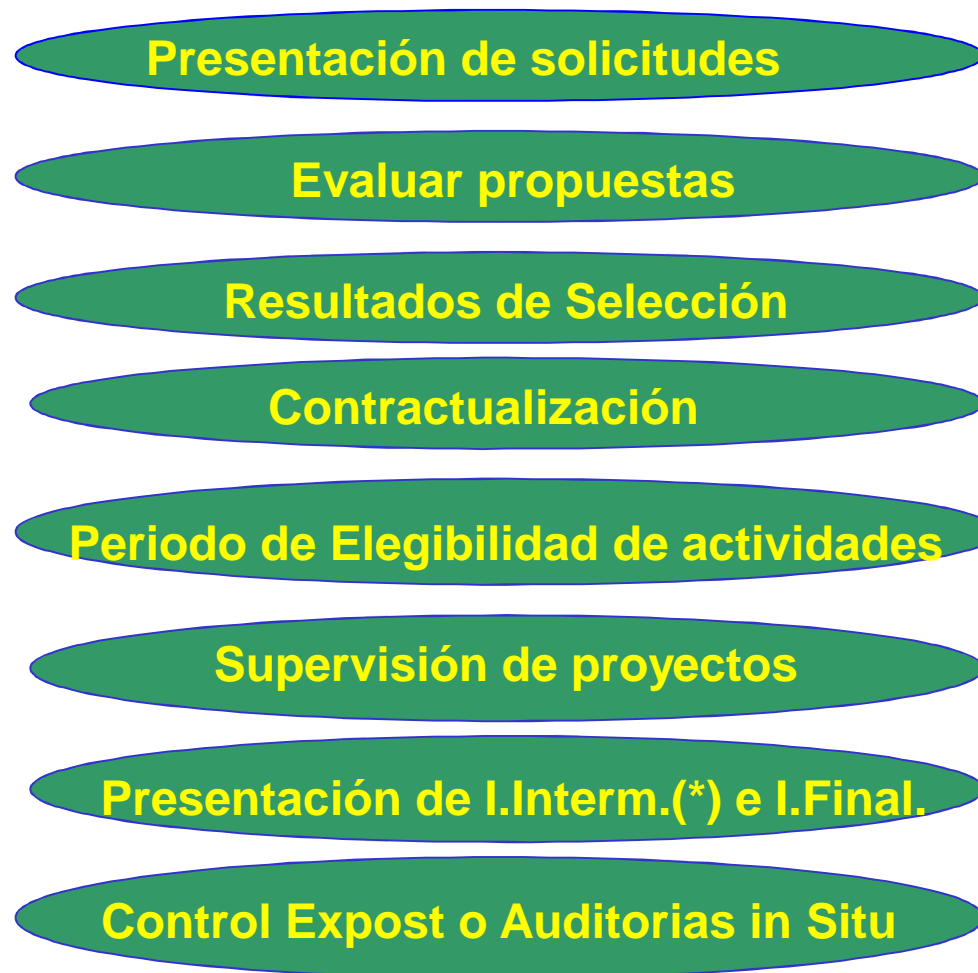 Presentación de solicitudes
Evaluar propuestas
Resultados de Selección
Contractualización
Periodo de Elegibilidad de actividades
Supervisión de proyectos
Presentación de I.Interm.(*) e I.Final.
Control Expost o Auditorias in Situ